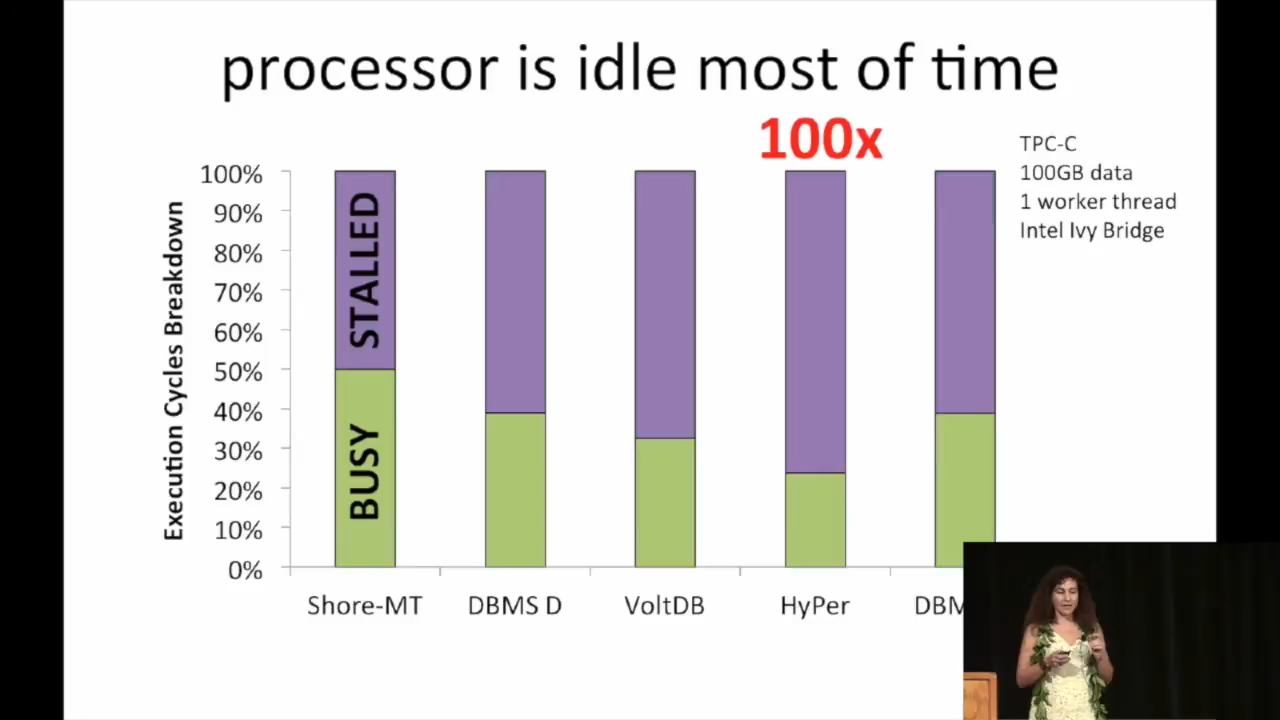 processor is idle most of time
100x
TPC-C
100GB data
1 worker thread
Intel Ivy Bridge
Execution Cycles Breakdown
100%
90%
80%
70%
60%
50%
40%
30%
20%
10%
0%
STALLED
BUSY
Shore-MT
DBMS D
VoltDB
HyPer